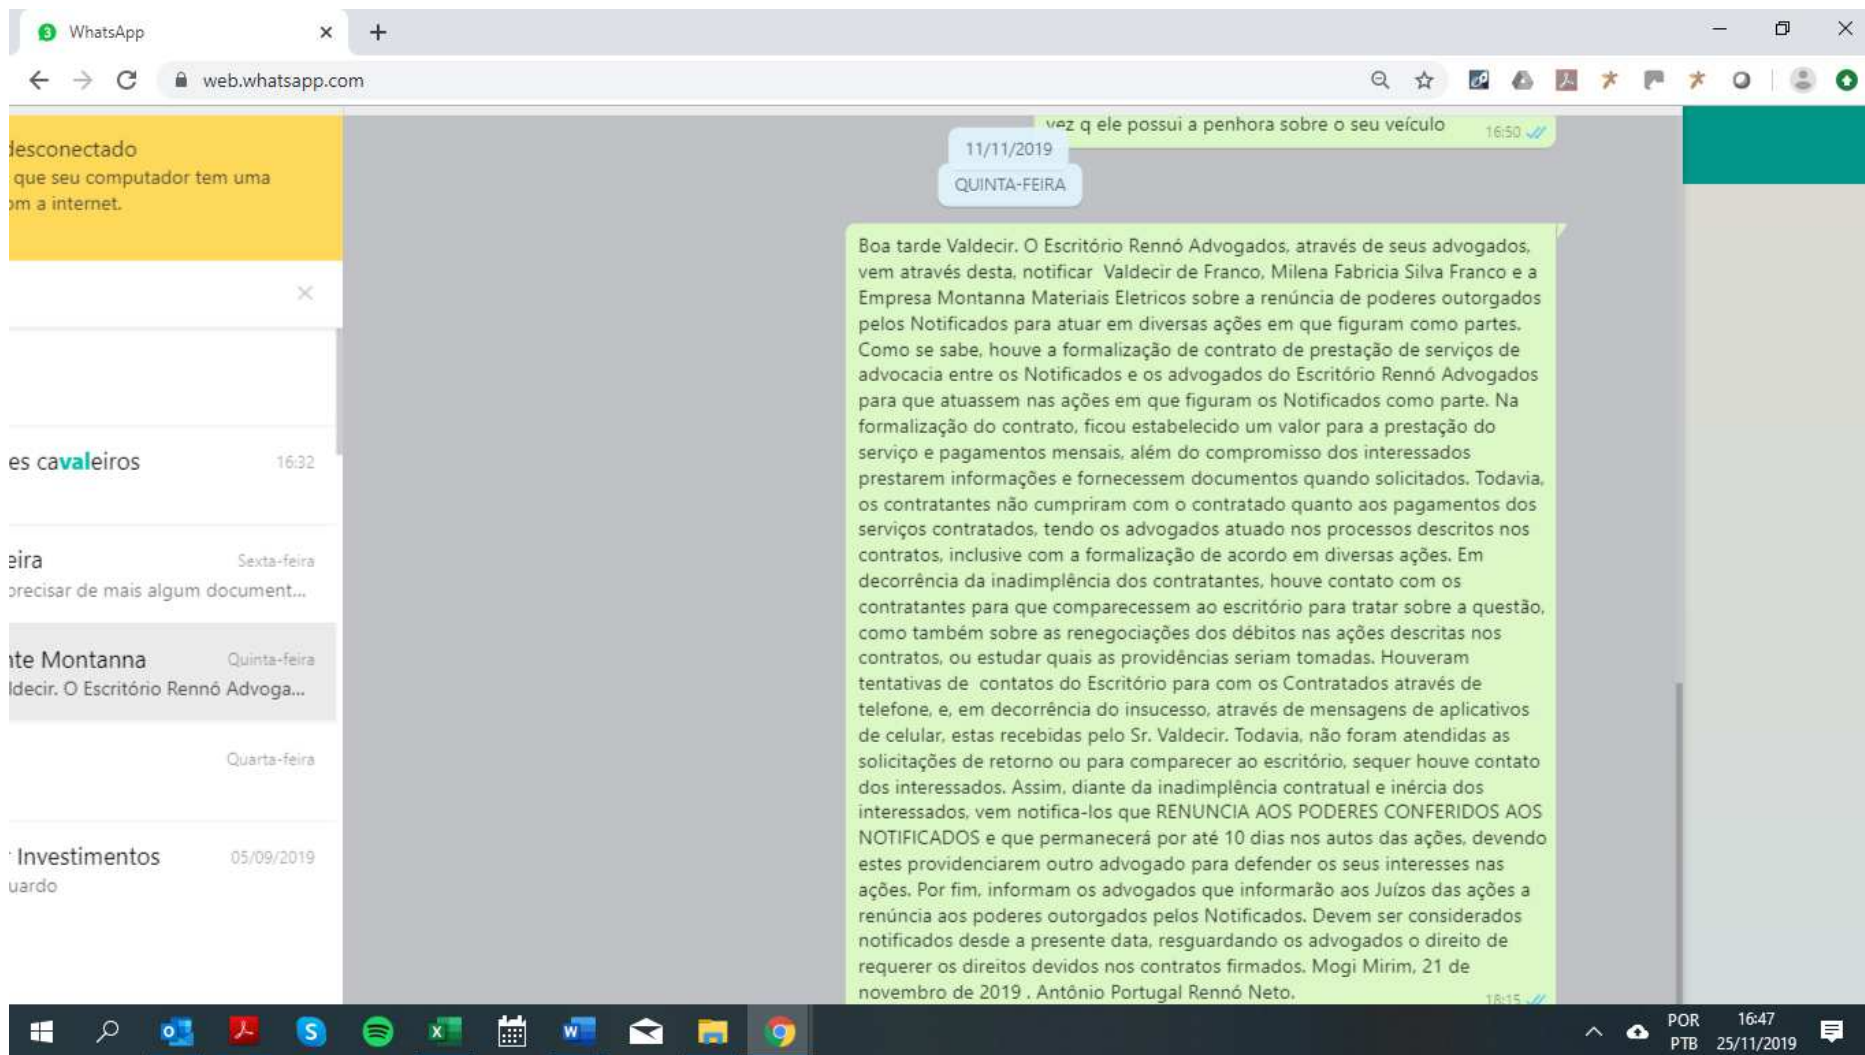 WhatsApp
web.whatsapp.com
desconectado
que seu computador tem uma
om a internet.
es cavaleiros 16:32
eira Sexta-feira
precisar de mais algum document...
nte Montanna Quinta-feira
ldecir. O Escritório Rennó Advoga...
Quarta-feira
Investimentos 05/09/2019
uardo
vez q ele possui a penhora sobre o seu veículo 16:50
11/11/2019
QUINTA-FEIRA
Boa tarde Valdecir. O Escritório Rennó Advogados, através de seus advogados,
vem através desta, notificar Valdecir de Franco, Milena Fabricia Silva Franco e a
Empresa Montanna Materiais Eletricos sobre a renúncia de poderes outorgados
pelos Notificados para atuar em diversas ações em que figuram como partes.
Como se sabe, houve a formalização de contrato de prestação de serviços de
advocacia entre os Notificados e os advogados do Escritório Rennó Advogados
para que atuassem nas ações em que figuram os Notificados como parte. Na
formalização do contrato, ficou estabelecido um valor para a prestação do
serviço e pagamentos mensais, além do compromisso dos interessados
prestarem informações e fornecessem documentos quando solicitados. Todavia,
os contratantes não cumpriram com o contratado quanto aos pagamentos dos
serviços contratados, tendo os advogados atuado nos processos descritos nos
contratos, inclusive com a formalização de acordo em diversas ações. Em
decorrência da inadimplência dos contratantes, houve contato com os
contratantes para que comparecessem ao escritório para tratar sobre a questão,
como também sobre as renegociações dos débitos nas ações descritas nos
contratos, ou estudar quais as providências seriam tomadas. Houveram
tentativas de contatos do Escritório para com os Contratados através de
telefone, e, em decorrência do insucesso, através de mensagens de aplicativos
de celular, estas recebidas pelo Sr. Valdecir. Todavia, não foram atendidas as
solicitações de retorno ou para comparecer ao escritório, sequer houve contato
dos interessados. Assim, diante da inadimplência contratual e inércia dos
interessados, vem notifica-los que RENUNCIA AOS PODERES CONFERIDOS AOS
NOTIFICADOS e que permanecerá por até 10 dias nos autos das ações, devendo
estes providenciarem outro advogado para defender os seus interesses nas
ações. Por fim, informam os advogados que informarão aos Juízos das ações a
renúncia aos poderes outorgados pelos Notificados. Devem ser considerados
notificados desde a presente data, resguardando os advogados o direito de
requerer os direitos devidos nos contratos firmados. Mogi Mirim, 21 de
novembro de 2019 . Antônio Portugal Rennó Neto. 18:15
POR 16:47
PTB 25/11/2019